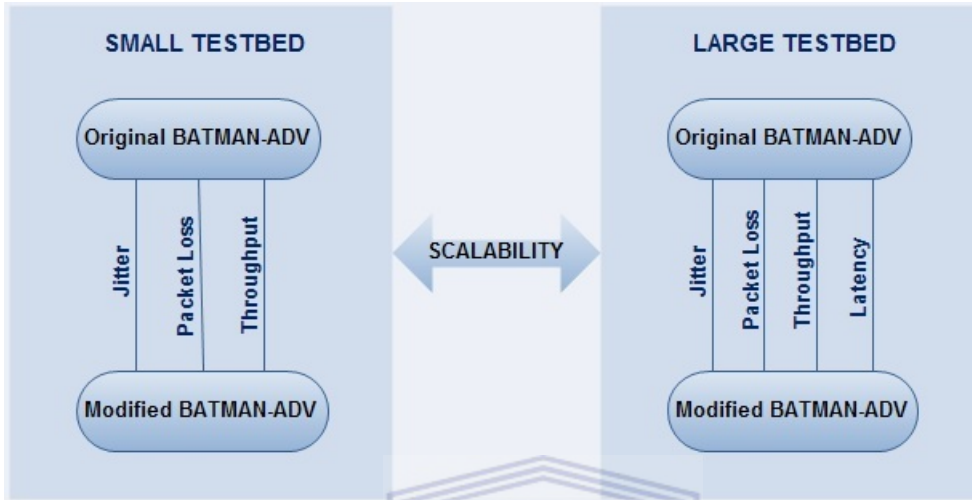 SMALL TESTBED
Original BATMAN-ADV
Jitter
Packet Loss
Throughput
Modified BATMAN-ADV
SCALABILITY
LARGE TESTBED
Original BATMAN-ADV
Jitter
Packet Loss
Throughput
Latency
Modified BATMAN-ADV